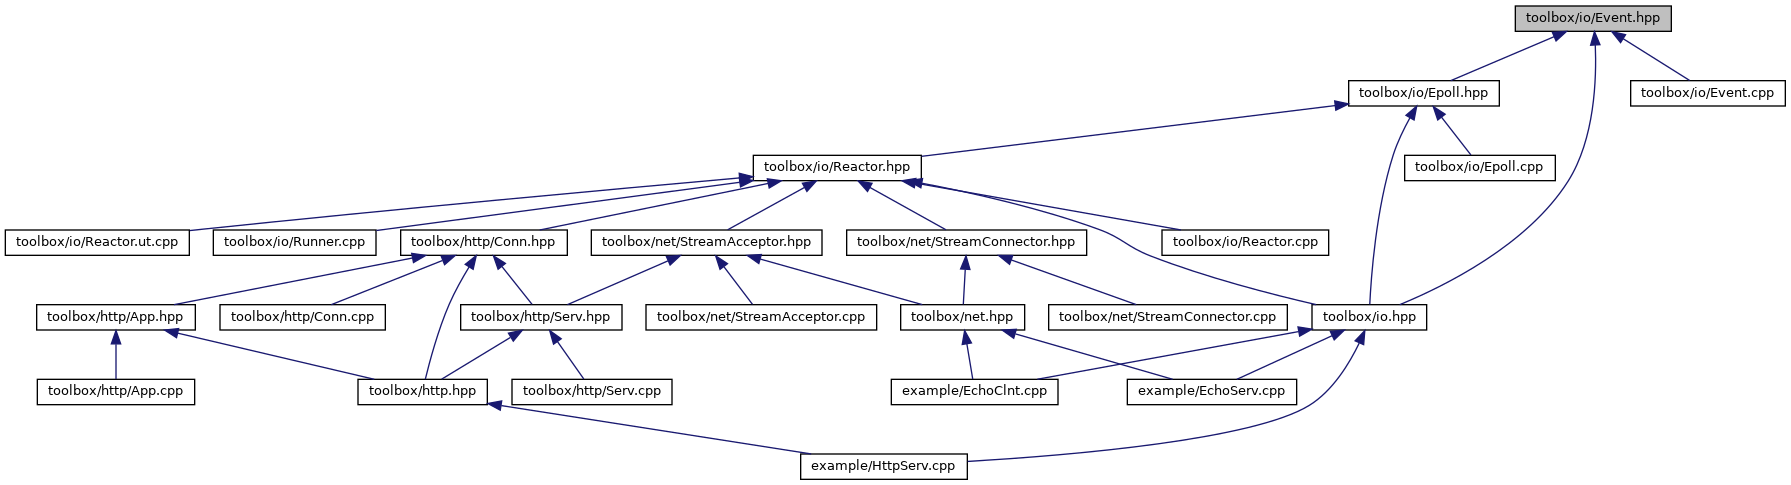 toolbox/io/Event.hpp
toolbox/io/Epoll.hpp
toolbox/io/Event.cpp
toolbox/io/Reactor.hpp
toolbox/io/Epoll.cpp
toolbox/io/Reactor.ut.cpp
toolbox/io/Runner.cpp
toolbox/http/Conn.hpp
toolbox/net/StreamAcceptor.hpp
toolbox/net/StreamConnector.hpp
toolbox/io/Reactor.cpp
toolbox/http/App.hpp
toolbox/http/Conn.cpp
toolbox/http/Serv.hpp
toolbox/net/StreamAcceptor.cpp
toolbox/net.hpp
toolbox/net/StreamConnector.cpp
toolbox/io.hpp
toolbox/http/App.cpp
toolbox/http.hpp
toolbox/http/Serv.cpp
example/EchoClnt.cpp
example/EchoServ.cpp
example/HttpServ.cpp